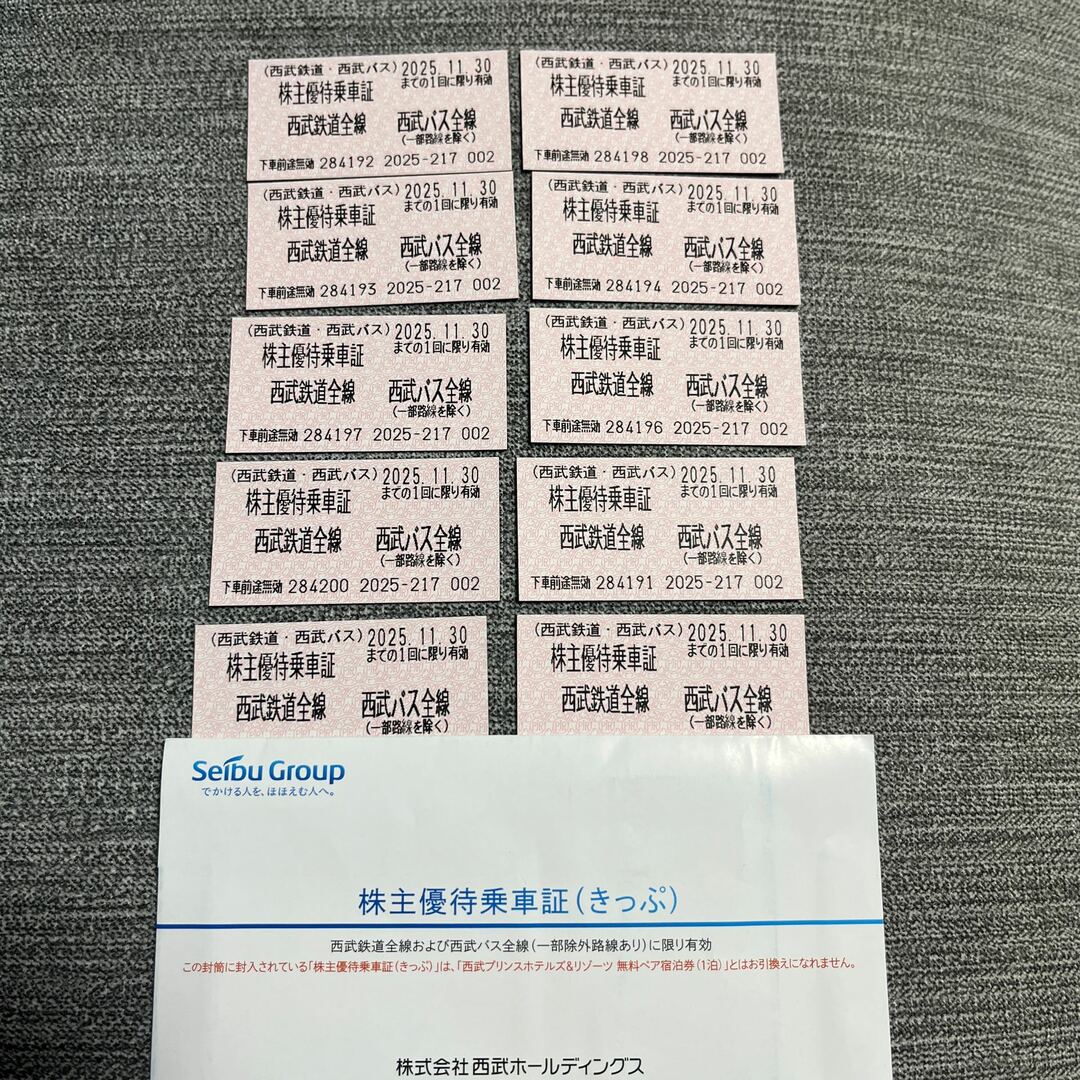 (西武鉄道・西武バス) 2025.11.30
株主優待乗車証 までの1回に限り有効
西武鉄道全線 西武バス全線
(一部路線を除く)
下車前途無効 284192 2025-217 002
(西武鉄道・西武バス) 2025.11.30
株主優待乗車証 までの1回に限り有効
西武鉄道全線 西武バス全線
(一部路線を除く)
下車前途無効 284198 2025-217 002
(西武鉄道・西武バス) 2025.11.30
株主優待乗車証 までの1回に限り有効
西武鉄道全線 西武バス全線
(一部路線を除く)
下車前途無効 284193 2025-217 002
(西武鉄道・西武バス) 2025.11.30
株主優待乗車証 までの1回に限り有効
西武鉄道全線 西武バス全線
(一部路線を除く)
下車前途無効 284194 2025-217 002
(西武鉄道・西武バス) 2025.11.30
株主優待乗車証 までの1回に限り有効
西武鉄道全線 西武バス全線
(一部路線を除く)
下車前途無効 284197 2025-217 002
(西武鉄道・西武バス) 2025.11.30
株主優待乗車証 までの1回に限り有効
西武鉄道全線 西武バス全線
(一部路線を除く)
下車前途無効 284196 2025-217 002
(西武鉄道・西武バス) 2025.11.30
株主優待乗車証 までの1回に限り有効
西武鉄道全線 西武バス全線
(一部路線を除く)
下車前途無効 284200 2025-217 002
(西武鉄道・西武バス) 2025.11.30
株主優待乗車証 までの1回に限り有効
西武鉄道全線 西武バス全線
(一部路線を除く)
下車前途無効 284191 2025-217 002
(西武鉄道・西武バス) 2025.11.30
株主優待乗車証 までの1回に限り有効
西武鉄道全線 西武バス全線
(一部路線を除く)
(西武鉄道・西武バス) 2025.11.30
株主優待乗車証 までの1回に限り有効
西武鉄道全線 西武バス全線
(一部路線を除く)
Seibu Group
でかける人を、ほほえむ人へ。
株主優待乗車証(きっぷ)
西武鉄道全線および西武バス全線(一部除外路線あり)に限り有効
この封筒に封入されている「株主優待乗車証(きっぷ)」は、「西武プリンスホテルズ&リゾーツ 無料ペア宿泊券(1泊)」とはお引換えになれません。
株式会社西武ホールディングス